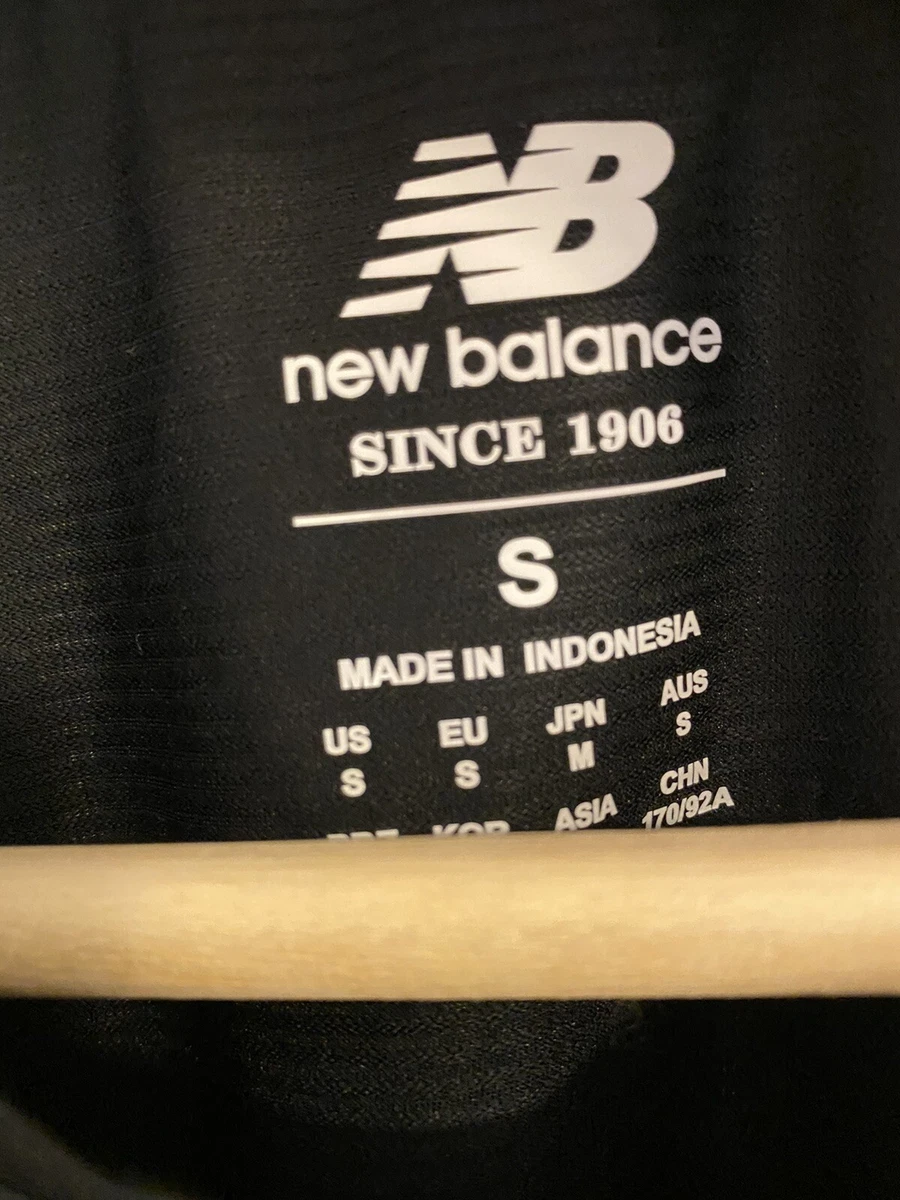 NB
new balance
SINCE 1906
S
MADE IN INDONESIA
US EU JPN AUS
S S M S
ASIA CHN
170/92A